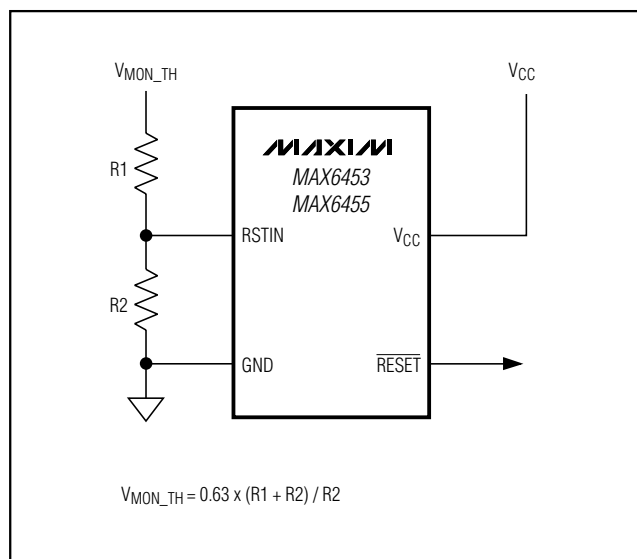 VMON_TH
VCC
MAXIM
MAX6453
MAX6455
R1
RSTIN
VCC
R2
GND
RESET
VMON_TH = 0.63 x (R1 + R2) / R2